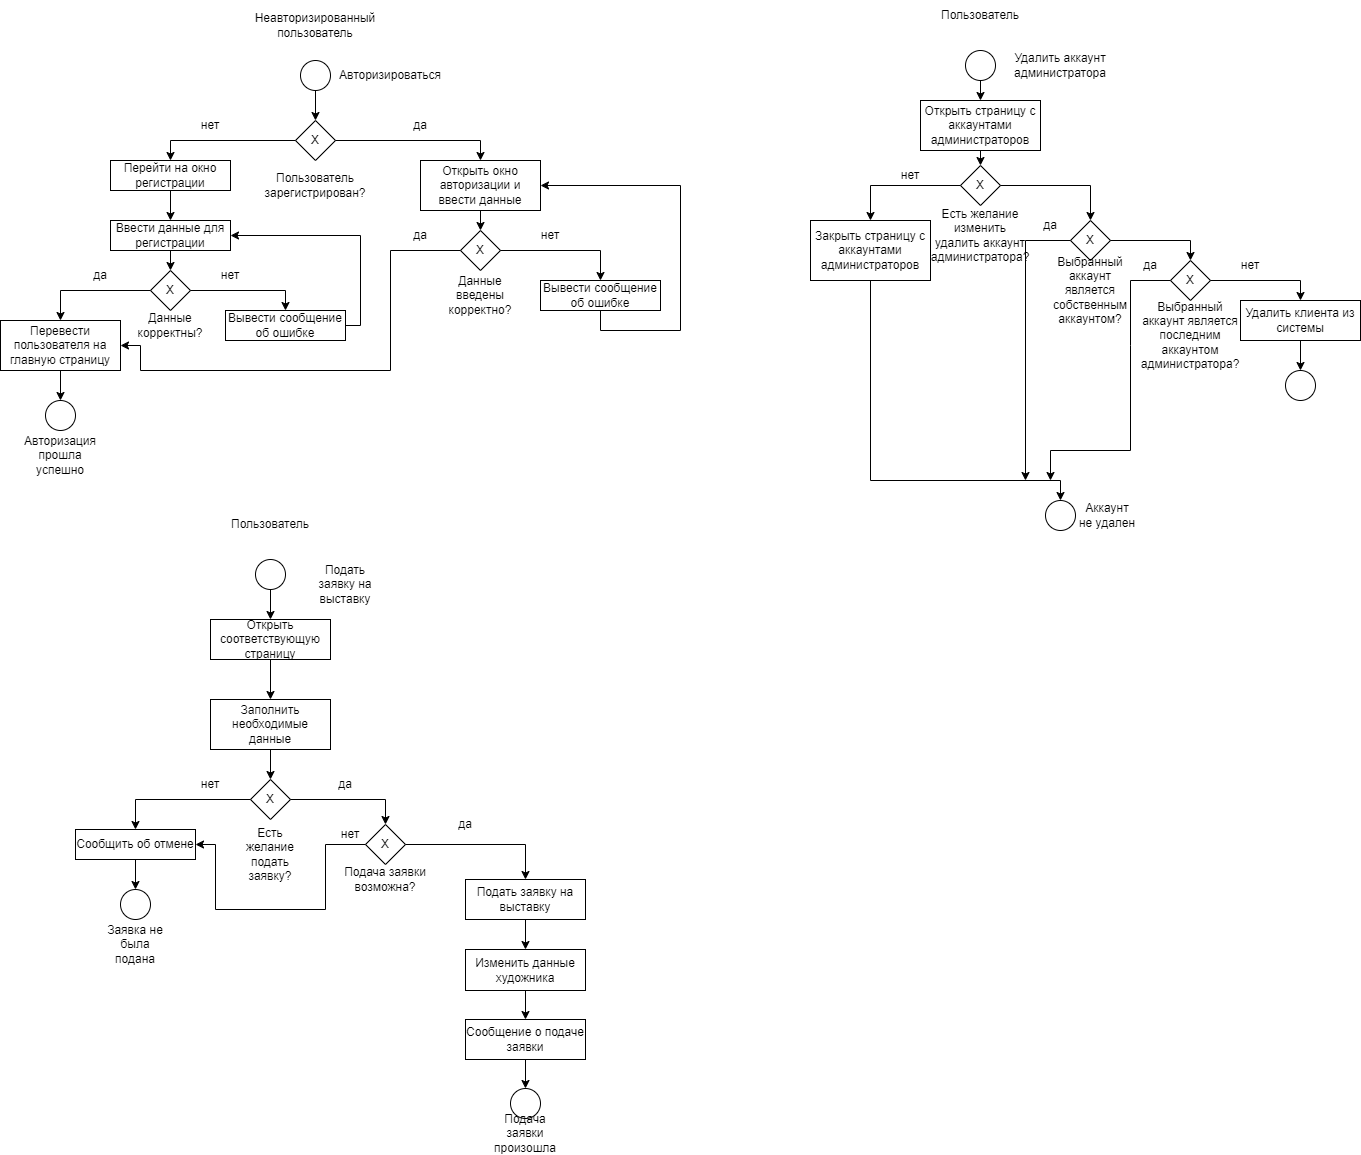 Неавторизированный
пользователь
Авторизироваться
нет
да
X
Пользователь
зарегистрирован?
Перейти на окно
регистрации
Открыть окно
авторизации и
ввести данные
Ввести данные для
регистрации
да
X
нет
Данные
введены
корректно?
Вывести сообщение
об ошибке
да
X
нет
Данные
корректны?
Вывести сообщение
об ошибке
Перевести
пользователя на
главную страницу
Авторизация
прошла
успешно
Пользователь
Удалить аккаунт
администратора
Открыть страницу с
аккаунтами
администраторов
нет
X
Есть желание
изменить
удалить аккаунт
администратора?
Закрыть страницу с
аккаунтами
администраторов
да
X
Выбранный
аккаунт
является
собственным
аккаунтом?
да
X
нет
Выбранный
аккаунт является
последним
аккаунтом
администратора?
Удалить клиента из
системы
Аккаунт
не удален
Пользователь
Подать
заявку на
выставку
Открыть
соответствующую
страницу
Заполнить
необходимые
данные
нет
X
да
Есть
желание
подать
заявку?
Сообщить об отмене
нет
X
да
Подача заявки
возможна?
Заявка не
была
подана
Подать заявку на
выставку
Изменить данные
художника
Сообщение о подаче
заявки
Подача
заявки
произошла